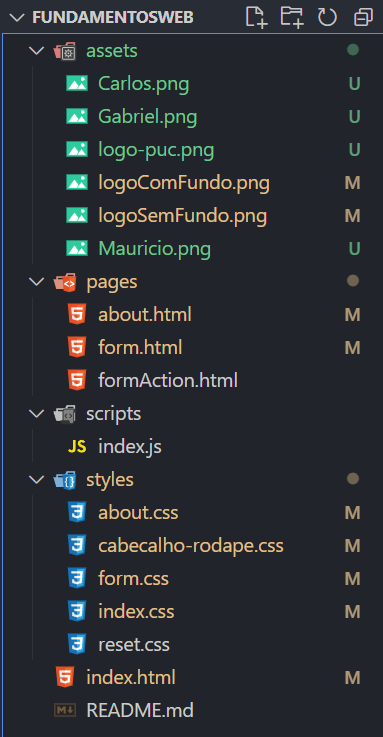 FUNDAMENTOSWEB
assets
Carlos.png U
Gabriel.png U
logo-puc.png U
logoComFundo.png M
logoSemFundo.png M
Mauricio.png U
pages
about.html M
form.html M
formAction.html
scripts
JS index.js
styles
about.css M
cabecalho-rodape.css M
form.css M
index.css M
reset.css
index.html M
README.md